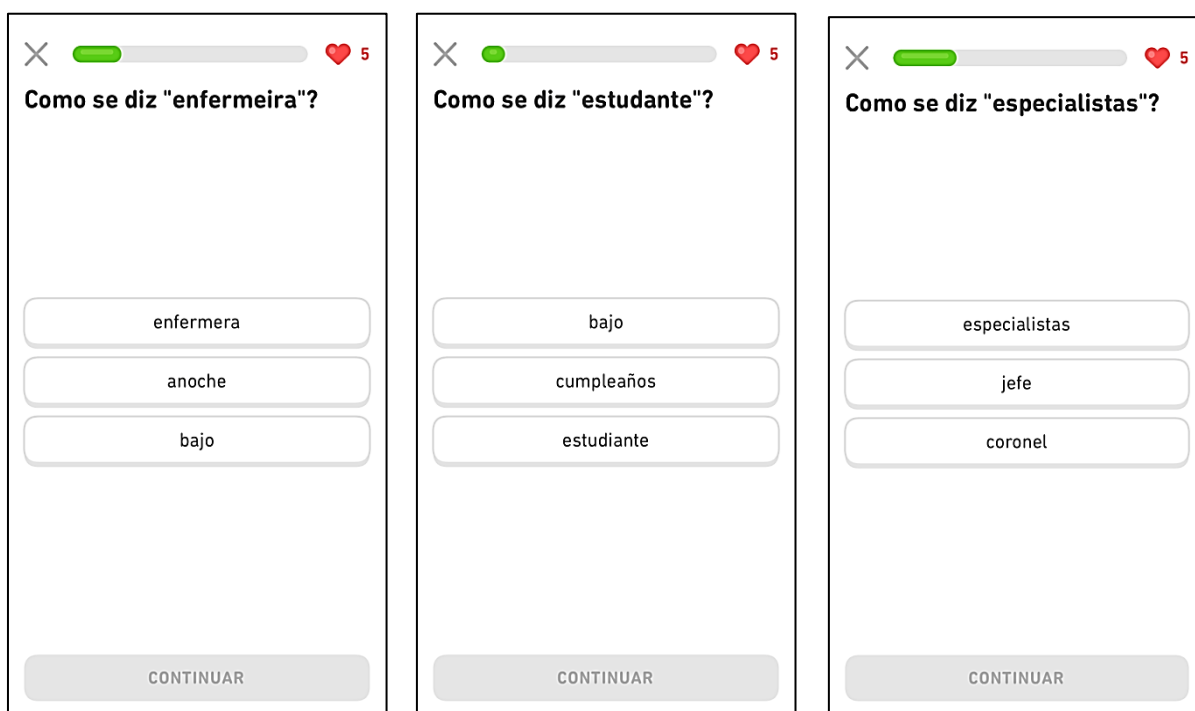 5
Como se diz "enfermeira"?
enfermera
anoche
bajo
CONTINUAR
5
Como se diz "estudante"?
bajo
cumpleaños
estudiante
CONTINUAR
5
Como se diz "especialistas"?
especialistas
jefe
coronel
CONTINUAR